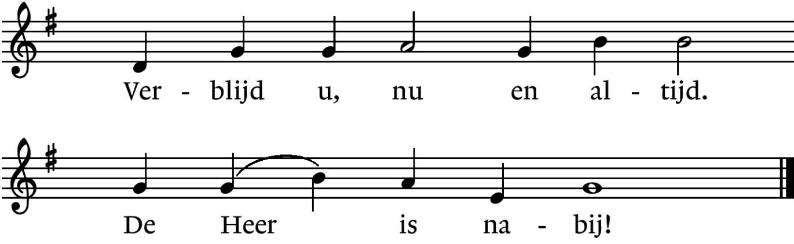 Ver - blijd u, nu en al - tijd.
De Heer is na - bij!